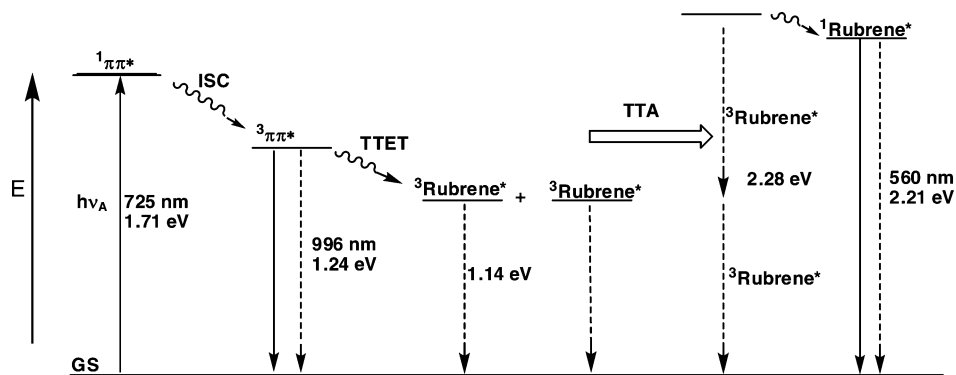 ¹ππ*
ISC
³ππ*
TTET
E
hνA 725 nm
1.71 eV
996 nm
1.24 eV
GS
³Rubrene* + ³Rubrene*
1.14 eV
TTA
³Rubrene*
2.28 eV
³Rubrene*
¹Rubrene*
560 nm
2.21 eV